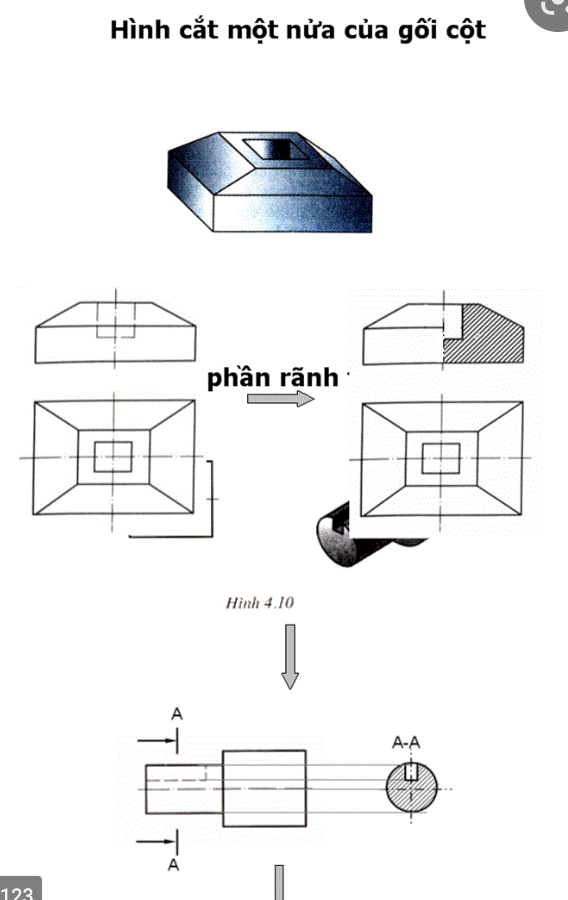 Hình cắt một nửa của gối cột
phần rãnh
Hình 4.10
A
A-A
A
123